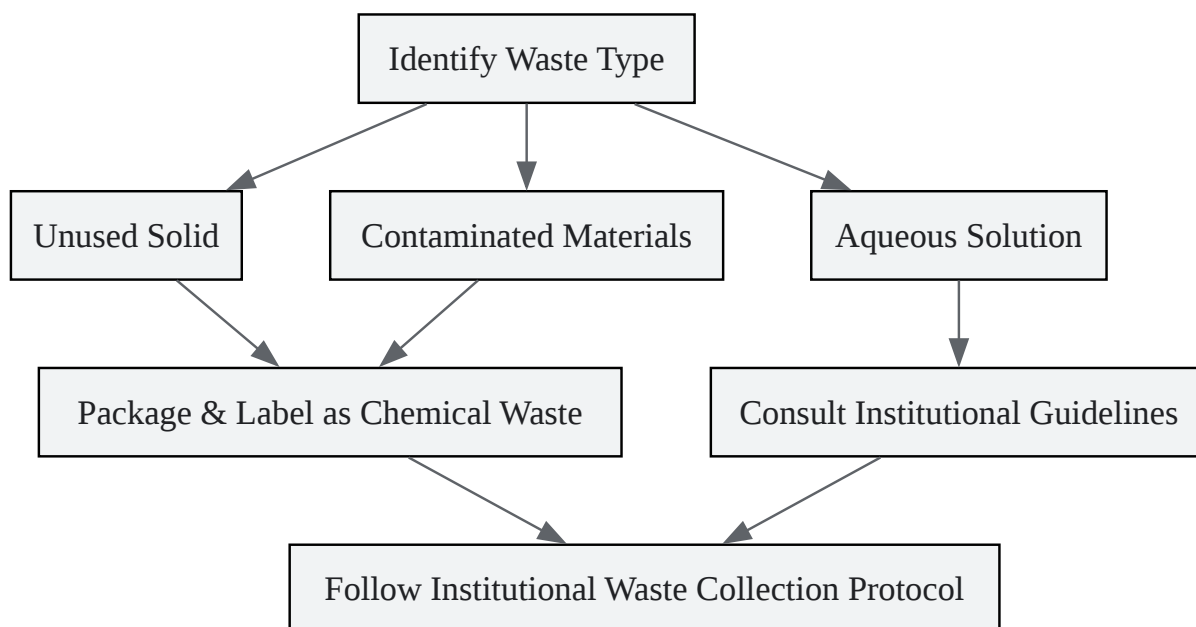 Identify Waste Type
Unused Solid
Contaminated Materials
Aqueous Solution
Package & Label as Chemical Waste
Consult Institutional Guidelines
Follow Institutional Waste Collection Protocol